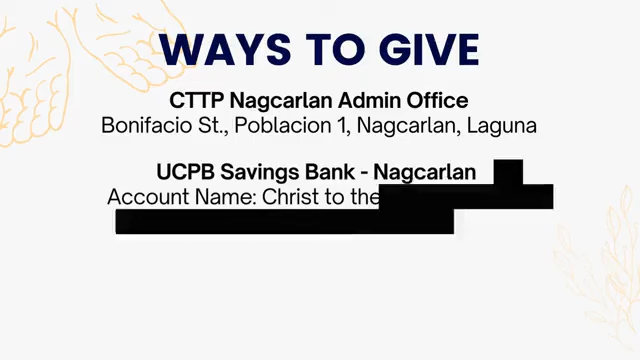 WAYS TO GIVE
CTTP Nagcarlan Admin Office
Bonifacio St., Poblacion 1, Nagcarlan, Laguna
UCPB Savings Bank - Nagcarlan
Account Name: Christ to the